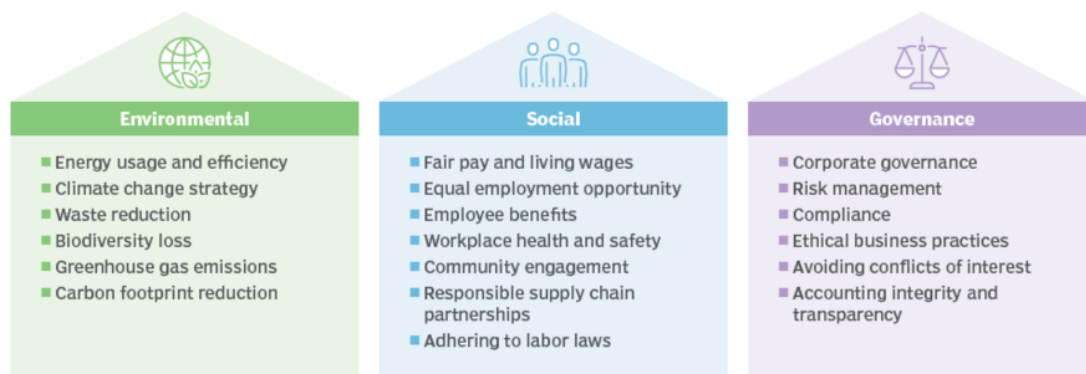 Environmental
Energy usage and efficiency
Climate change strategy
Waste reduction
Biodiversity loss
Greenhouse gas emissions
Carbon footprint reduction
Social
Fair pay and living wages
Equal employment opportunity
Employee benefits
Workplace health and safety
Community engagement
Responsible supply chain
partnerships
Adhering to labor laws
Governance
Corporate governance
Risk management
Compliance
Ethical business practices
Avoiding conflicts of interest
Accounting integrity and
transparency